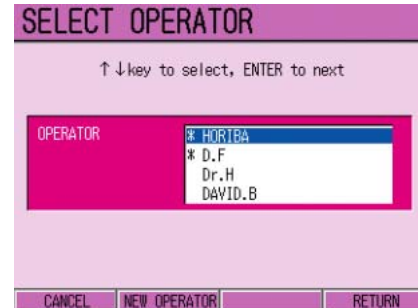 SELECT OPERATOR
↑↓key to select, ENTER to next
OPERATOR
* HORIBA
* D.F
Dr.H
DAVID.B
CANCEL NEW OPERATOR RETURN